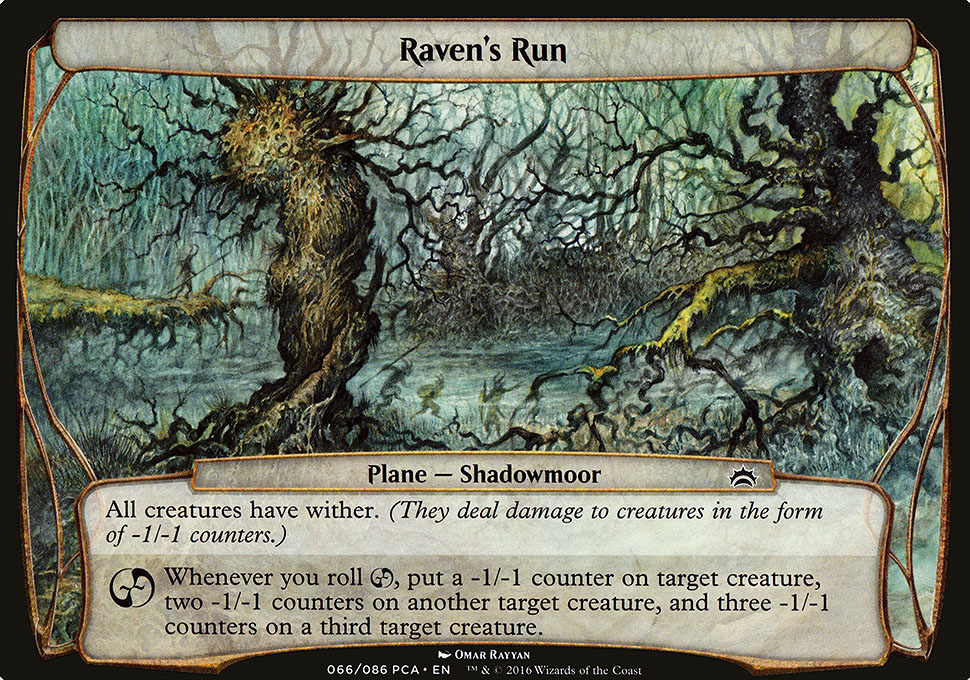 Raven's Run
Plane — Shadowmoor
All creatures have wither. (They deal damage to creatures in the form
of -1/-1 counters.)
Whenever you roll , put a -1/-1 counter on target creature,
two -1/-1 counters on another target creature, and three -1/-1
counters on a third target creature.
Omar Rayyan
066/086 PCA • EN ™ & © 2016 Wizards of the Coast